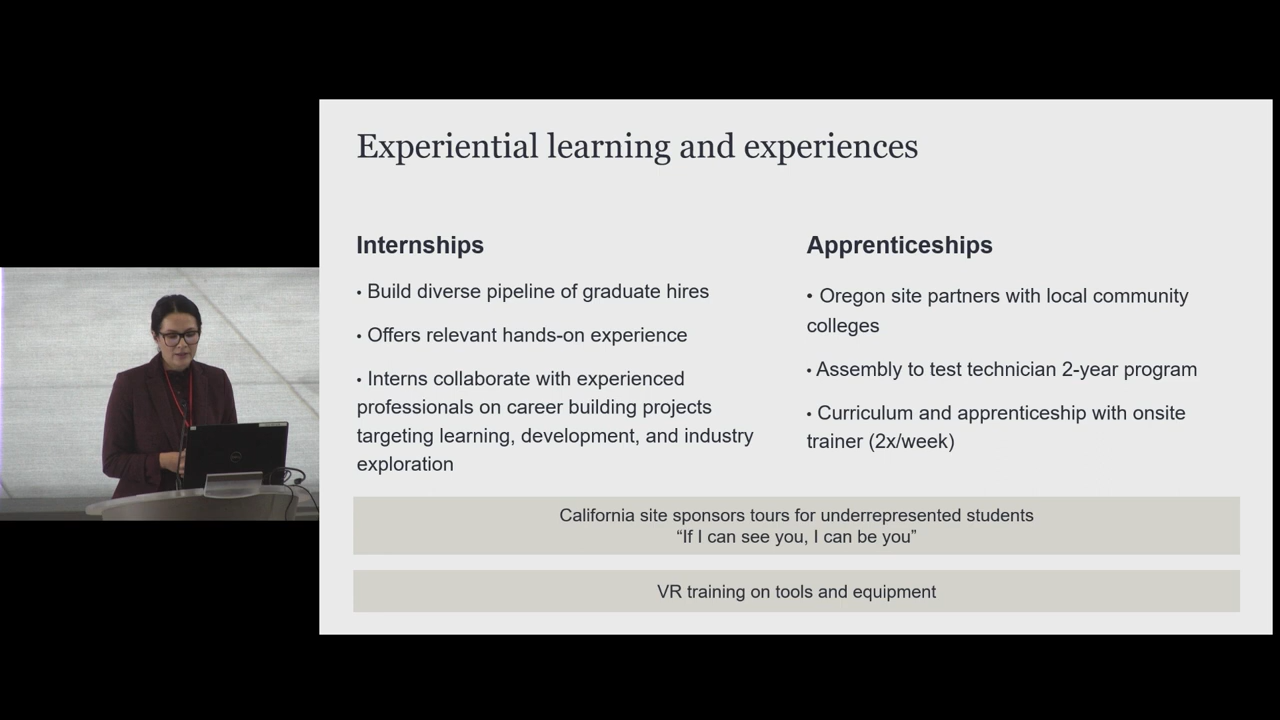 Experiential learning and experiences
Internships
• Build diverse pipeline of graduate hires
• Offers relevant hands-on experience
• Interns collaborate with experienced
professionals on career building projects
targeting learning, development, and industry
exploration
Apprenticeships
• Oregon site partners with local community
colleges
• Assembly to test technician 2-year program
• Curriculum and apprenticeship with onsite
trainer (2x/week)
California site sponsors tours for underrepresented students
“If I can see you, I can be you”
VR training on tools and equipment